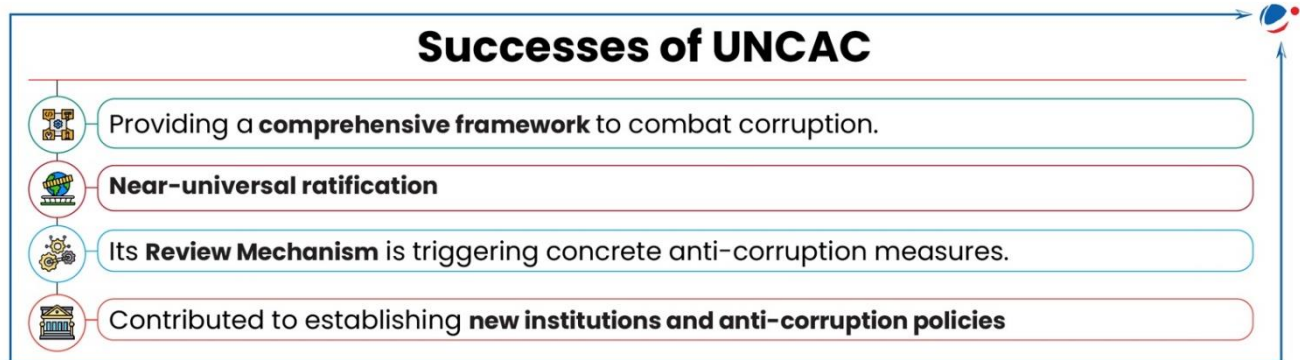 Successes of UNCAC
Providing a comprehensive framework to combat corruption.
Near-universal ratification
Its Review Mechanism is triggering concrete anti-corruption measures.
Contributed to establishing new institutions and anti-corruption policies